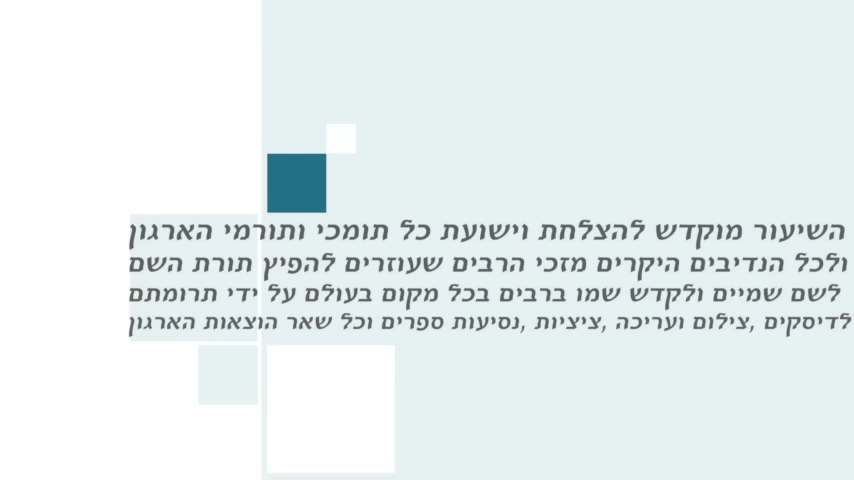 השיעור מוקדש להצלחת וישועת כל תומכי ותורמי הארגון
ולכל הנדיבים היקרים מזכי הרבים שעוזרים להפיץ תורת השם
לשם שמיים ולקדש שמו ברבים בכל מקום בעולם על ידי תרומתם
לדיסקים ,צילום ועריכה ,ציציות ,נסיעות ספרים וכל שאר הוצאות הארגון